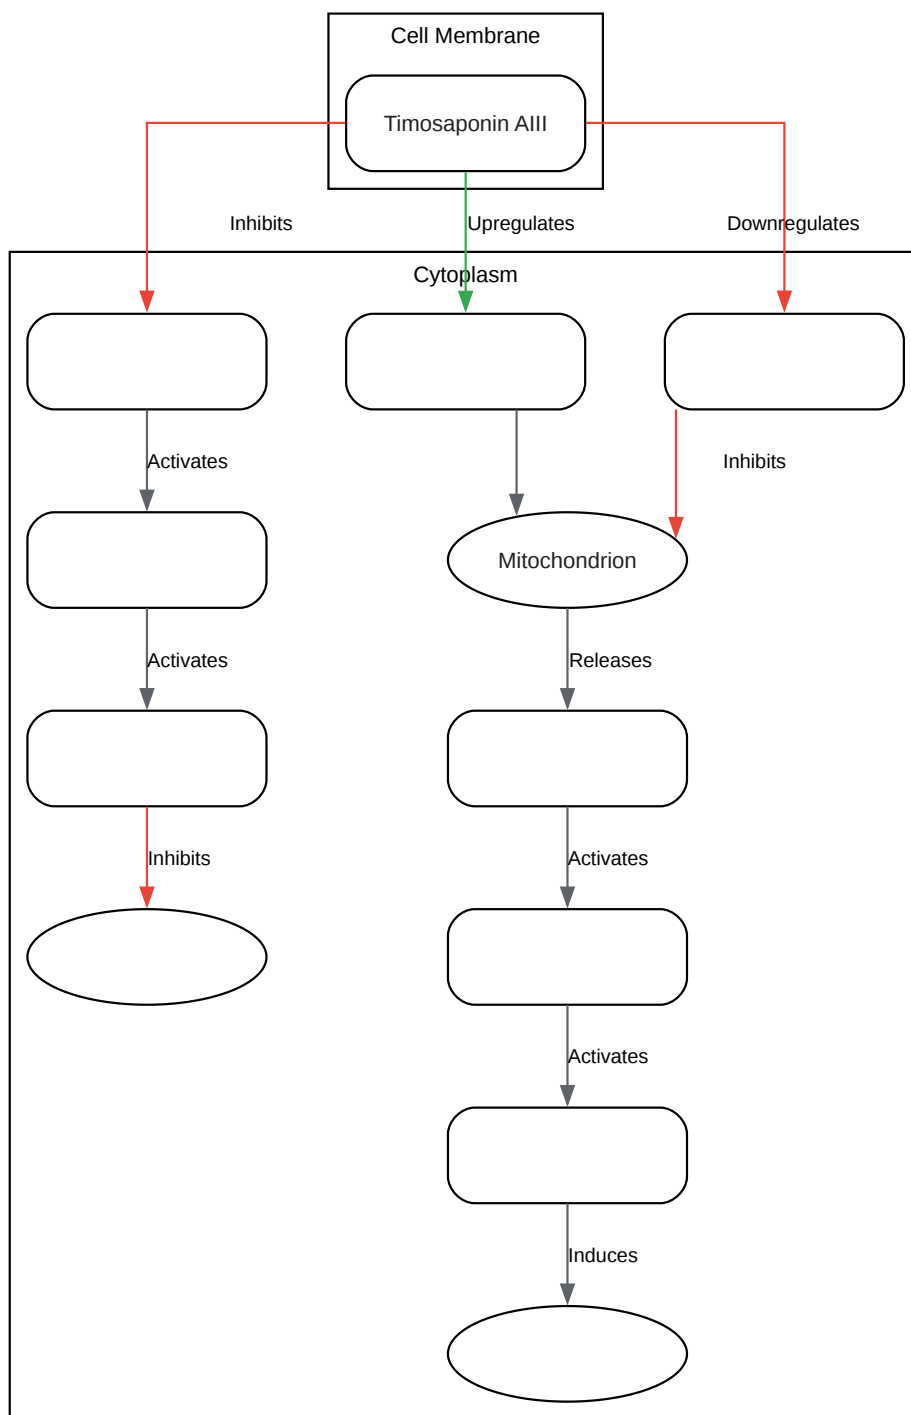 Cell Membrane
Timosaponin AIII
Inhibits
Upregulates
Downregulates
Cytoplasm
Activates
Inhibits
Mitochondrion
Activates
Releases
Inhibits
Activates
Activates
Induces